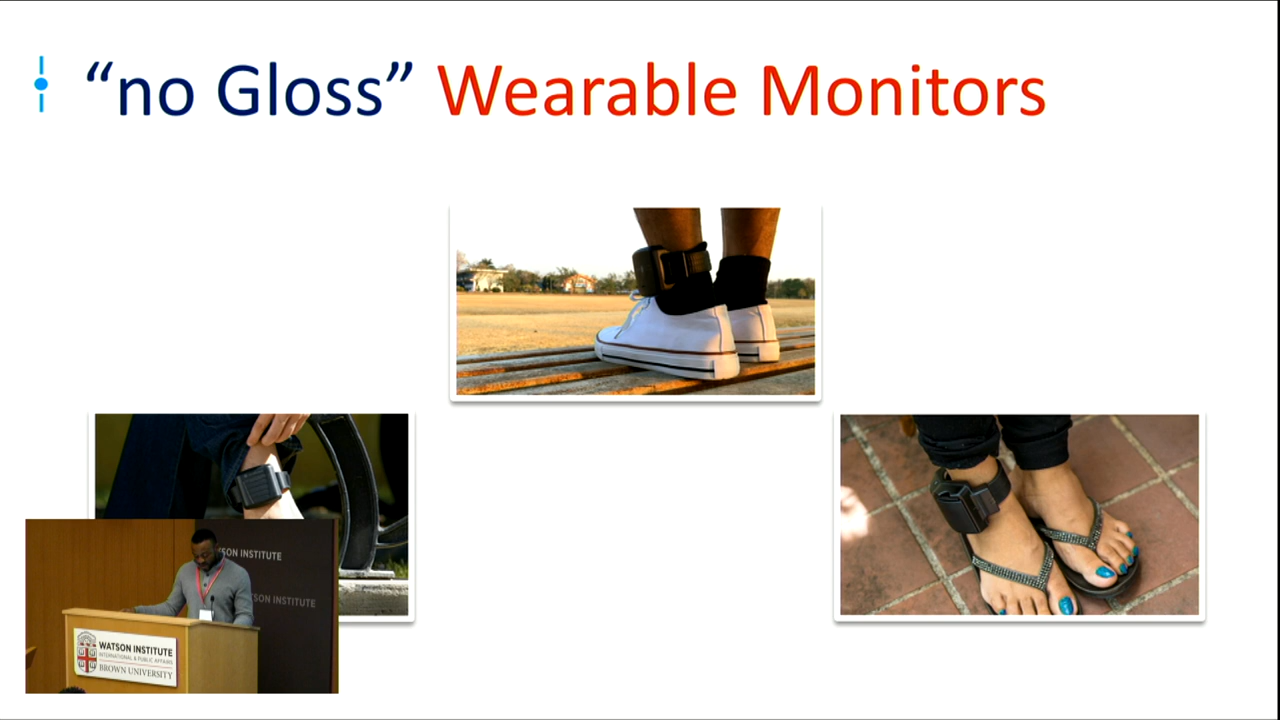 “no Gloss” Wearable Monitors
WATSON INSTITUTE
WATSON INSTITUTE
WATSON INSTITUTE
INTERNATIONAL & PUBLIC AFFAIRS
BROWN UNIVERSITY